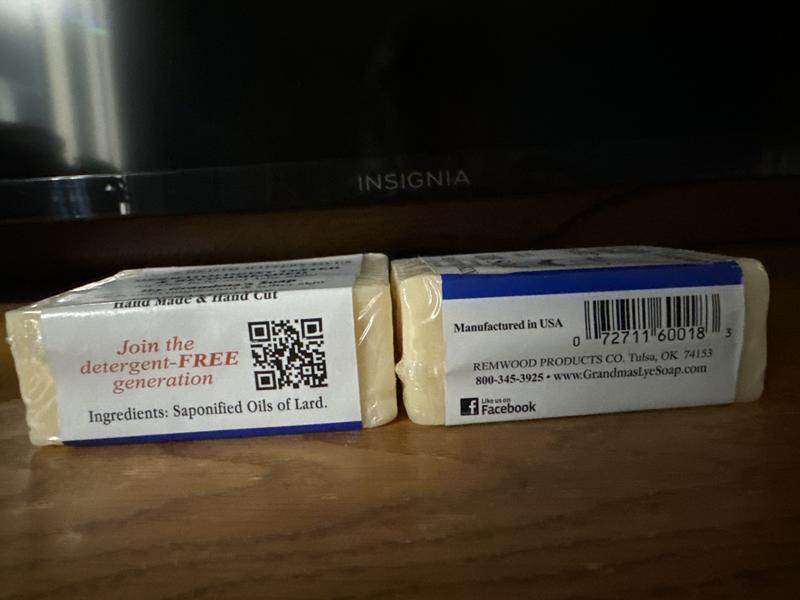 INSIGNIA
Hand Made & Hand Cut
Join the
detergent-FREE
generation
Ingredients: Saponified Oils of Lard.
Manufactured in USA
0 72711 60018 3
REMWOOD PRODUCTS CO. Tulsa, OK 74153
800-345-3925 • www.GrandmasLyeSoap.com
Like us on
Facebook